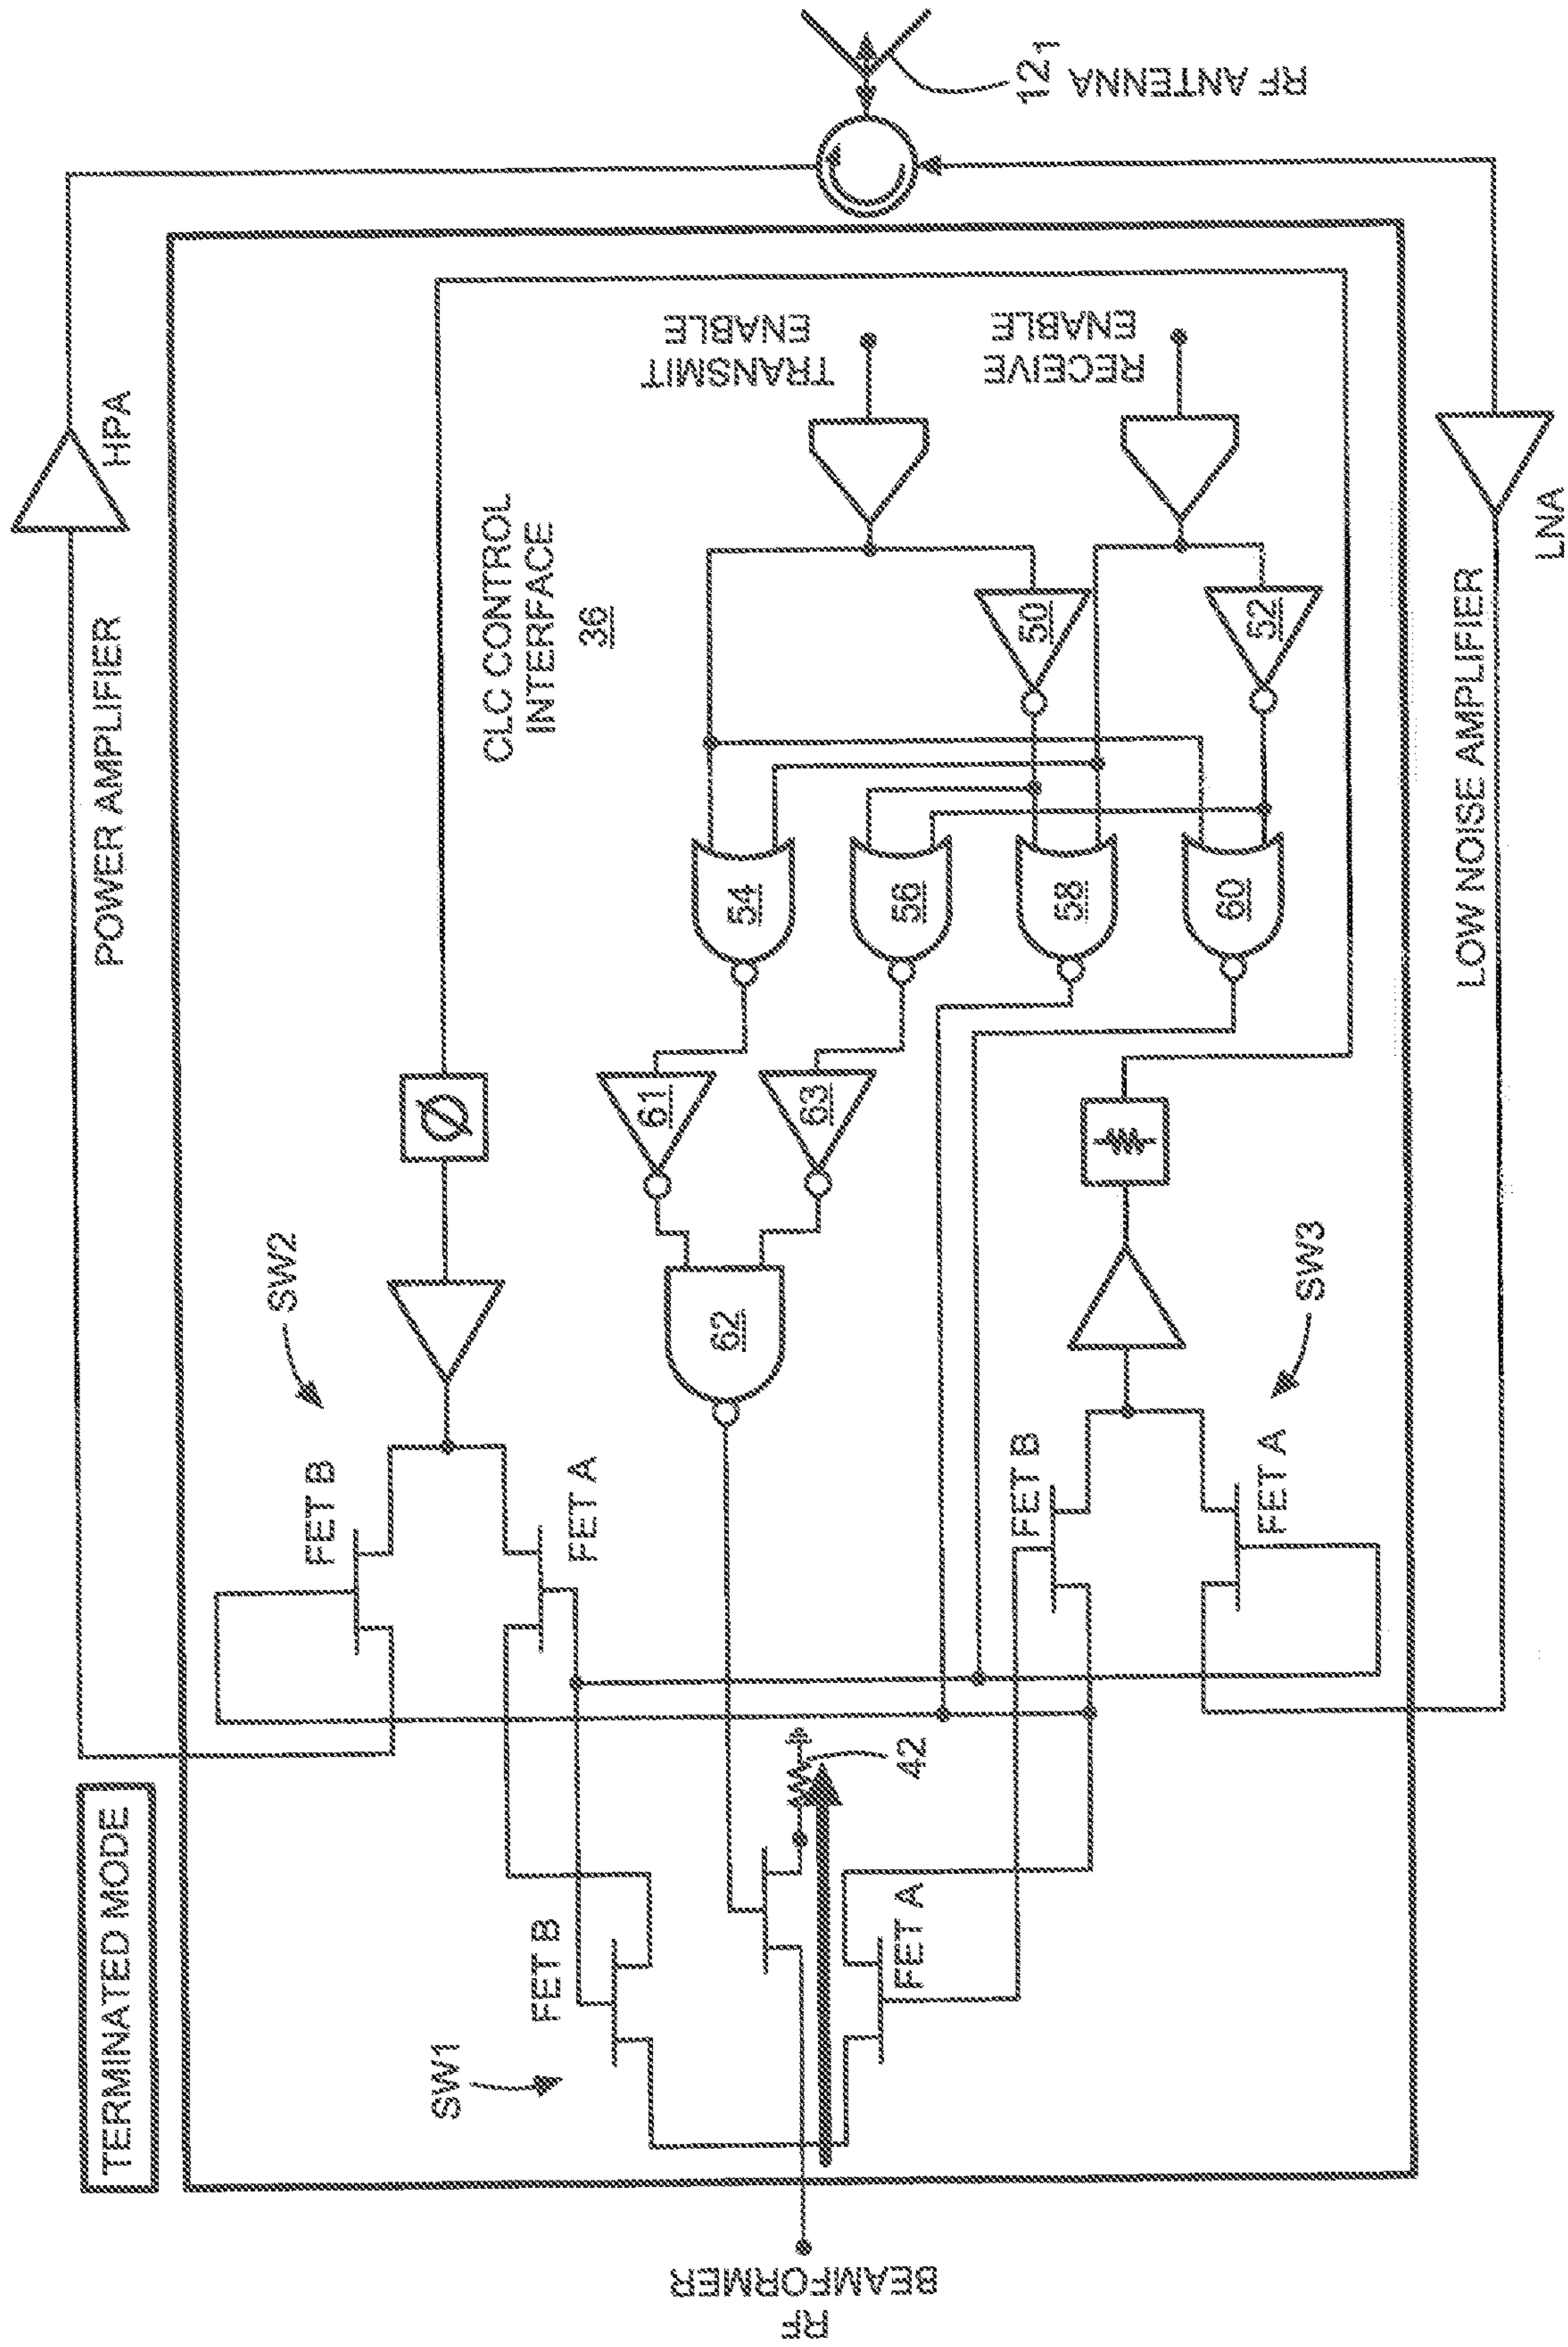 TERMINATED MODE
POWER AMPLIFIER
HPA
SW2
FET B
FET A
CLC CONTROL
INTERFACE
36
TRANSMIT
ENABLE
RECEIVE
ENABLE
12₁
RF ANTENNA
50
52
54
56
58
60
61
63
62
Ø
SW1
FET B
FET A
42
RF
BEAMFORMER
FET B
FET A
SW3
LOW NOISE AMPLIFIER
LNA